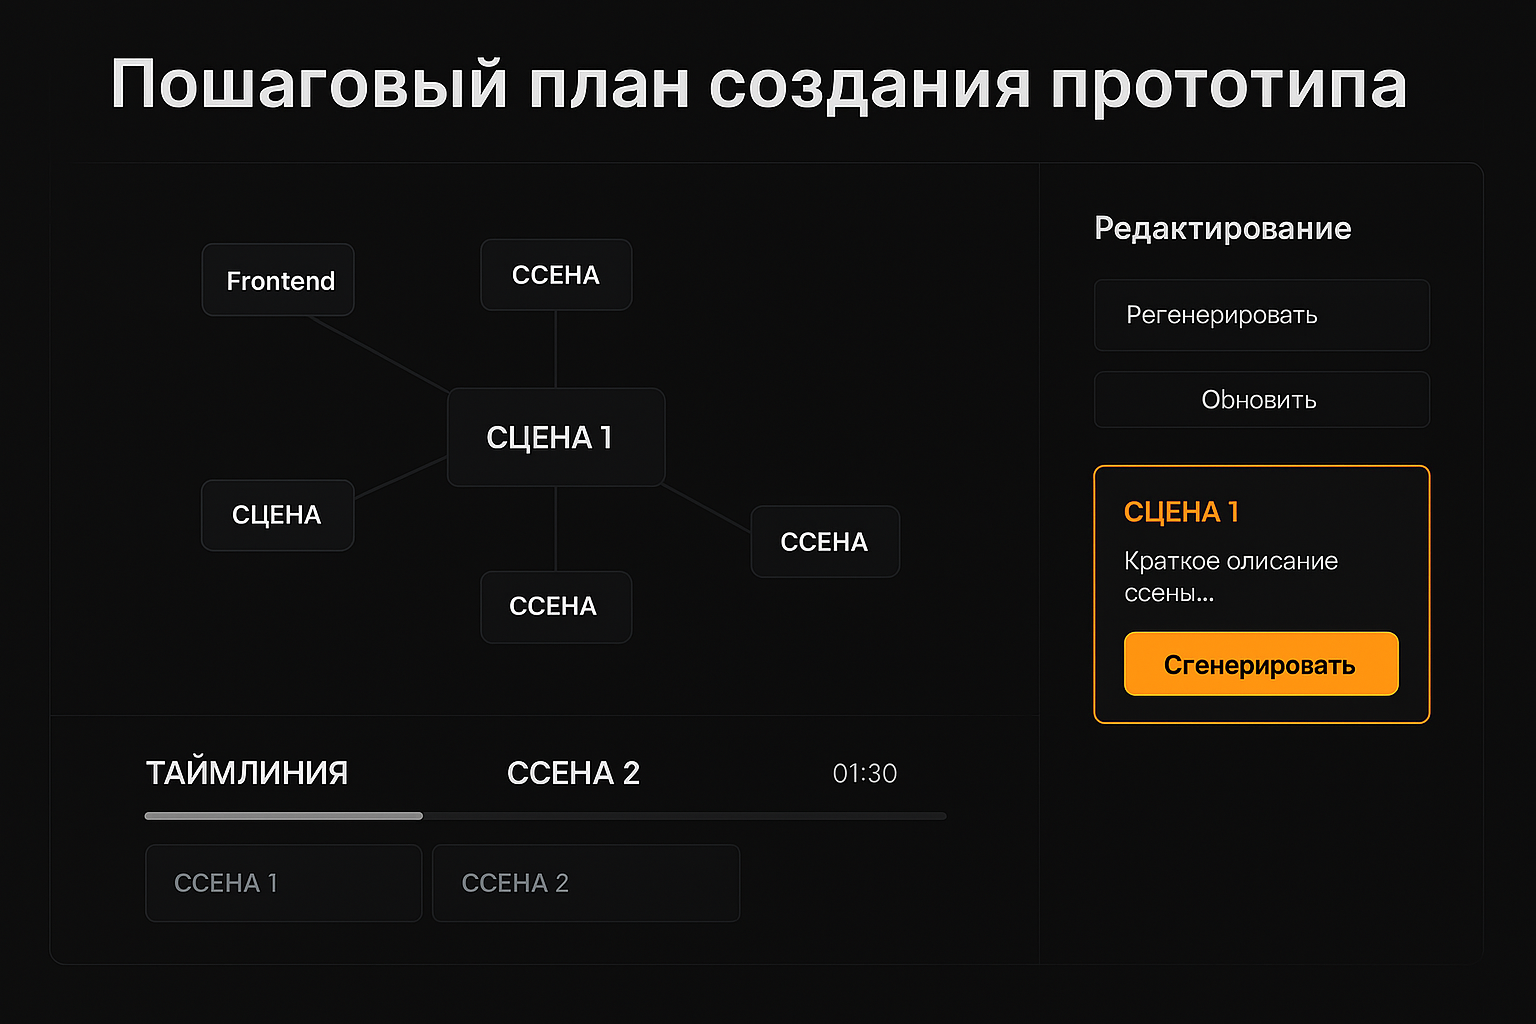 Пошаговый план создания прототипа
Frontend
ССЕНА
СЦЕНА 1
СЦЕНА
ССЕНА
ССЕНА
Редактирование
Регенерировать
Оbновить
СЦЕНА 1
Краткое олисание
ссены...
Сгенерировать
ТАЙМЛИНИЯ
ССЕНА 2
01:30
ССЕНА 1
ССЕНА 2